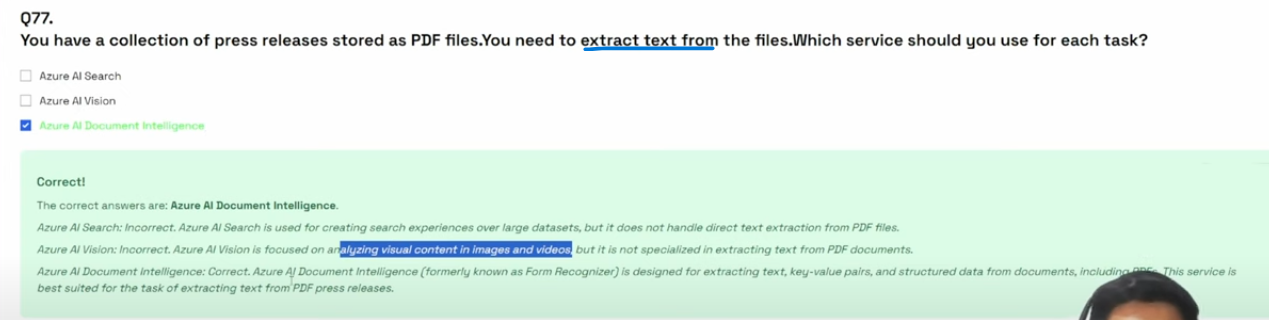 Q77.
You have a collection of press releases stored as PDF files.You need to extract text from the files.Which service should you use for each task?
Azure AI Search
Azure AI Vision
Azure AI Document Intelligence
Correct!
The correct answers are: Azure AI Document Intelligence.
Azure AI Search: Incorrect. Azure AI Search is used for creating search experiences over large datasets, but it does not handle direct text extraction from PDF files.
Azure AI Vision: Incorrect. Azure AI Vision is focused on analyzing visual content in images and videos, but it is not specialized in extracting text from PDF documents.
Azure AI Document Intelligence: Correct. Azure AI Document Intelligence (formerly known as Form Recognizer) is designed for extracting text, key-value pairs, and structured data from documents, including This service is
best suited for the task of extracting text from PDF press releases.